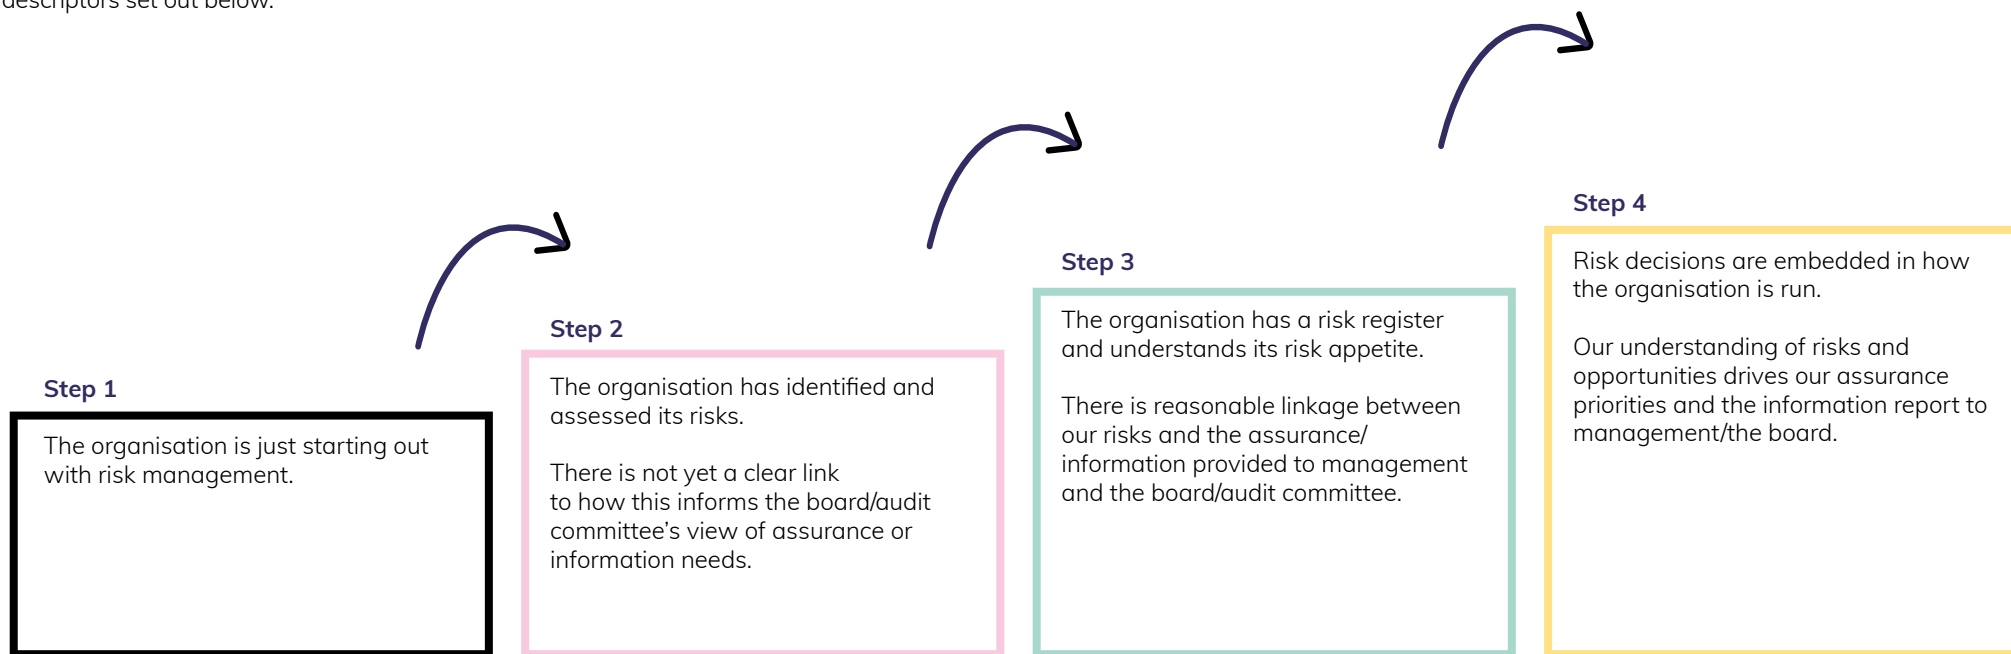 descriptors set out below.
Step 1
The organisation is just starting out
with risk management.
Step 2
The organisation has identified and
assessed its risks.
There is not yet a clear link
to how this informs the board/audit
committee’s view of assurance or
information needs.
Step 3
The organisation has a risk register
and understands its risk appetite.
There is reasonable linkage between
our risks and the assurance/
information provided to management
and the board/audit committee.
Step 4
Risk decisions are embedded in how
the organisation is run.
Our understanding of risks and
opportunities drives our assurance
priorities and the information report to
management/the board.